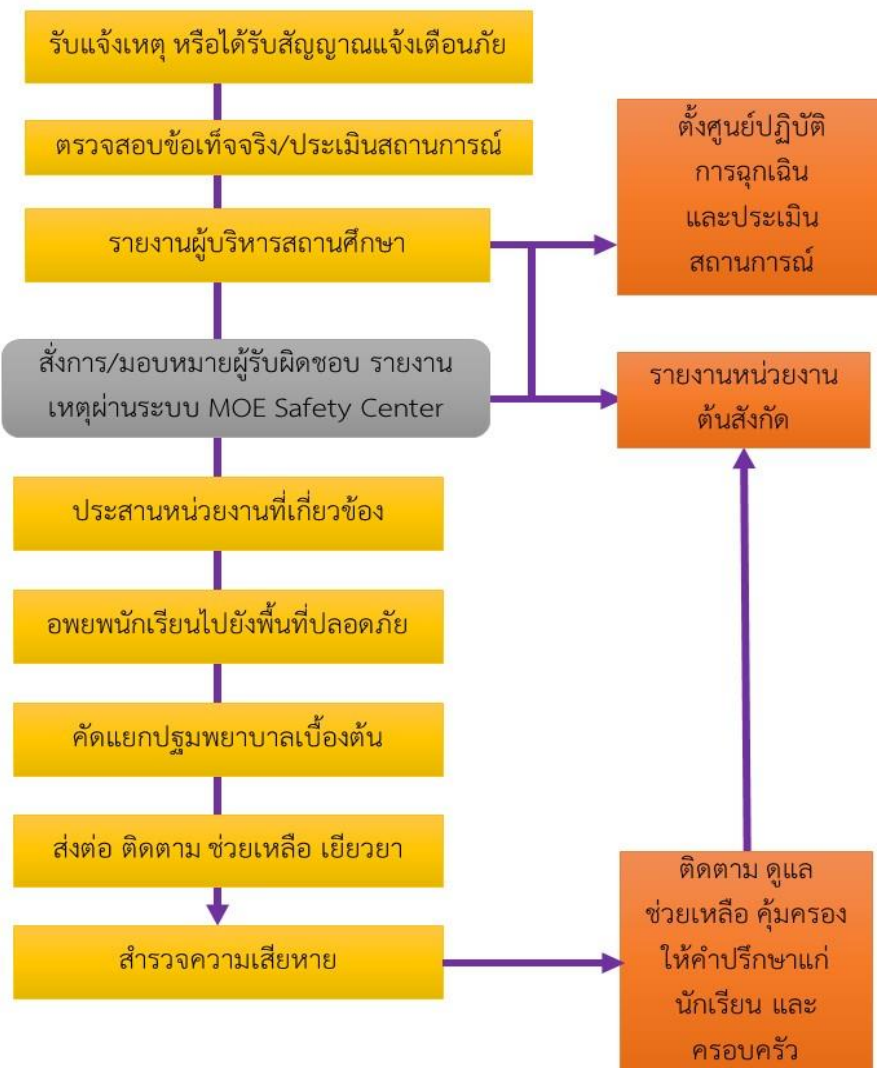 รับแจ้งเหตุ หรือได้รับสัญญาณแจ้งเตือนภัย
ตรวจสอบข้อเท็จจริง/ประเมินสถานการณ์
รายงานผู้บริหารสถานศึกษา
ตั้งศูนย์ปฏิบัติ
การฉุกเฉิน
และประเมิน
สถานการณ์
สั่งการ/มอบหมายผู้รับผิดชอบ รายงาน
เหตุผ่านระบบ MOE Safety Center
รายงานหน่วยงาน
ต้นสังกัด
ประสานหน่วยงานที่เกี่ยวข้อง
อพยพนักเรียนไปยังพื้นที่ปลอดภัย
คัดแยกปฐมพยาบาลเบื้องต้น
ส่งต่อ ติดตาม ช่วยเหลือ เยียวยา
สำรวจความเสียหาย
ติดตาม ดูแล
ช่วยเหลือ คุ้มครอง
ให้คำปรึกษาแก่
นักเรียน และ
ครอบครัว